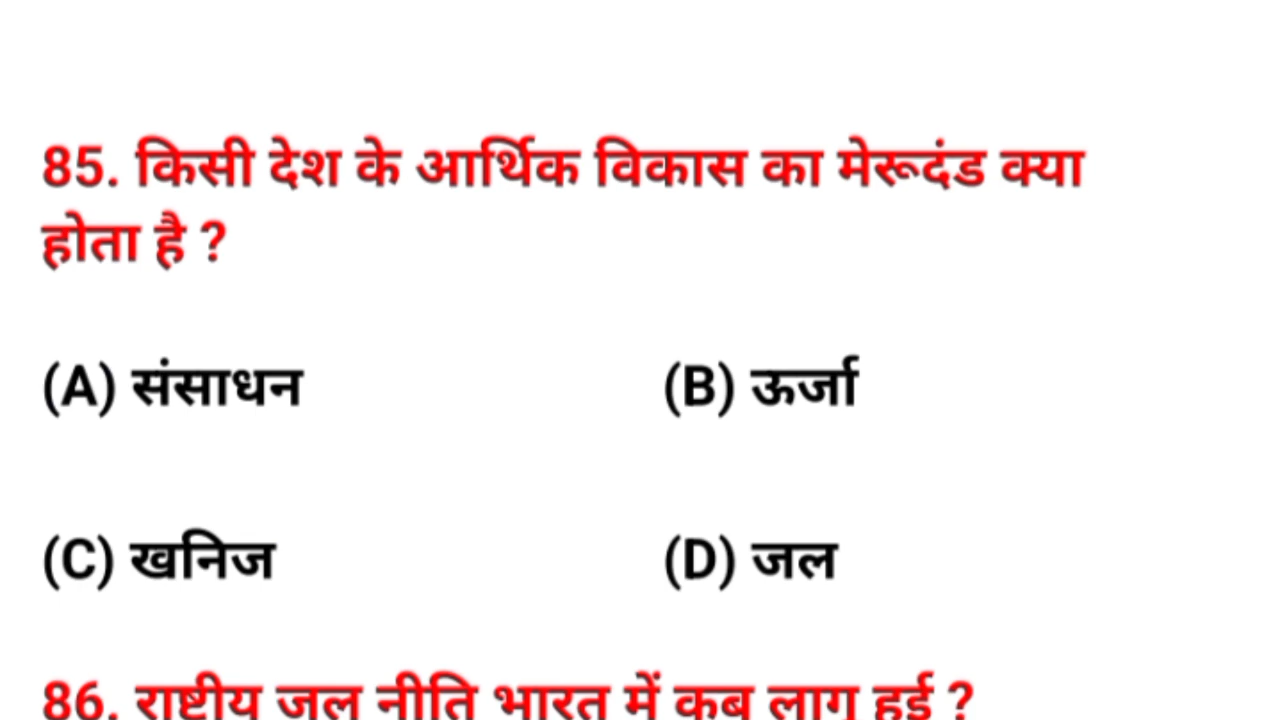 85. किसी देश के आर्थिक विकास का मेरूदंड क्या
होता है ?
(A) संसाधन (B) ऊर्जा
(C) खनिज (D) जल
86. राष्ट्रीय जल नीति भारत में कब लागू हुई ?